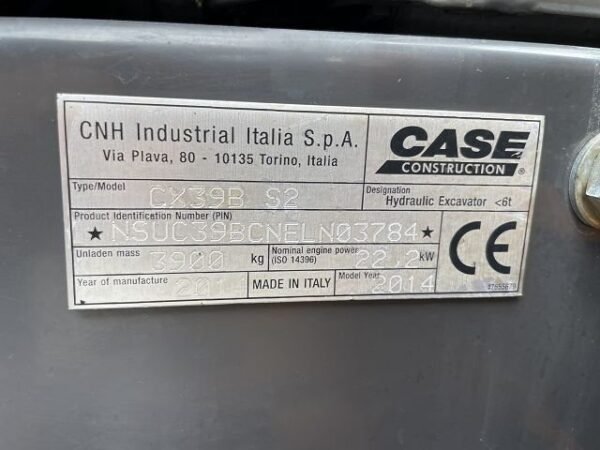 CNH Industrial Italia S.p.A.
Via Plava, 80 - 10135 Torino, Italia
CASE
CONSTRUCTION ®
Type/Model CX39B S2
Designation Hydraulic Excavator <6t
Product Identification Number (PIN)
★ NSUC39BCNELN03784 ★
Unladen mass 3900 kg
Nominal engine power (ISO 14396) 22.2 kW
CE
Year of manufacture
MADE IN ITALY
Model Year 2014